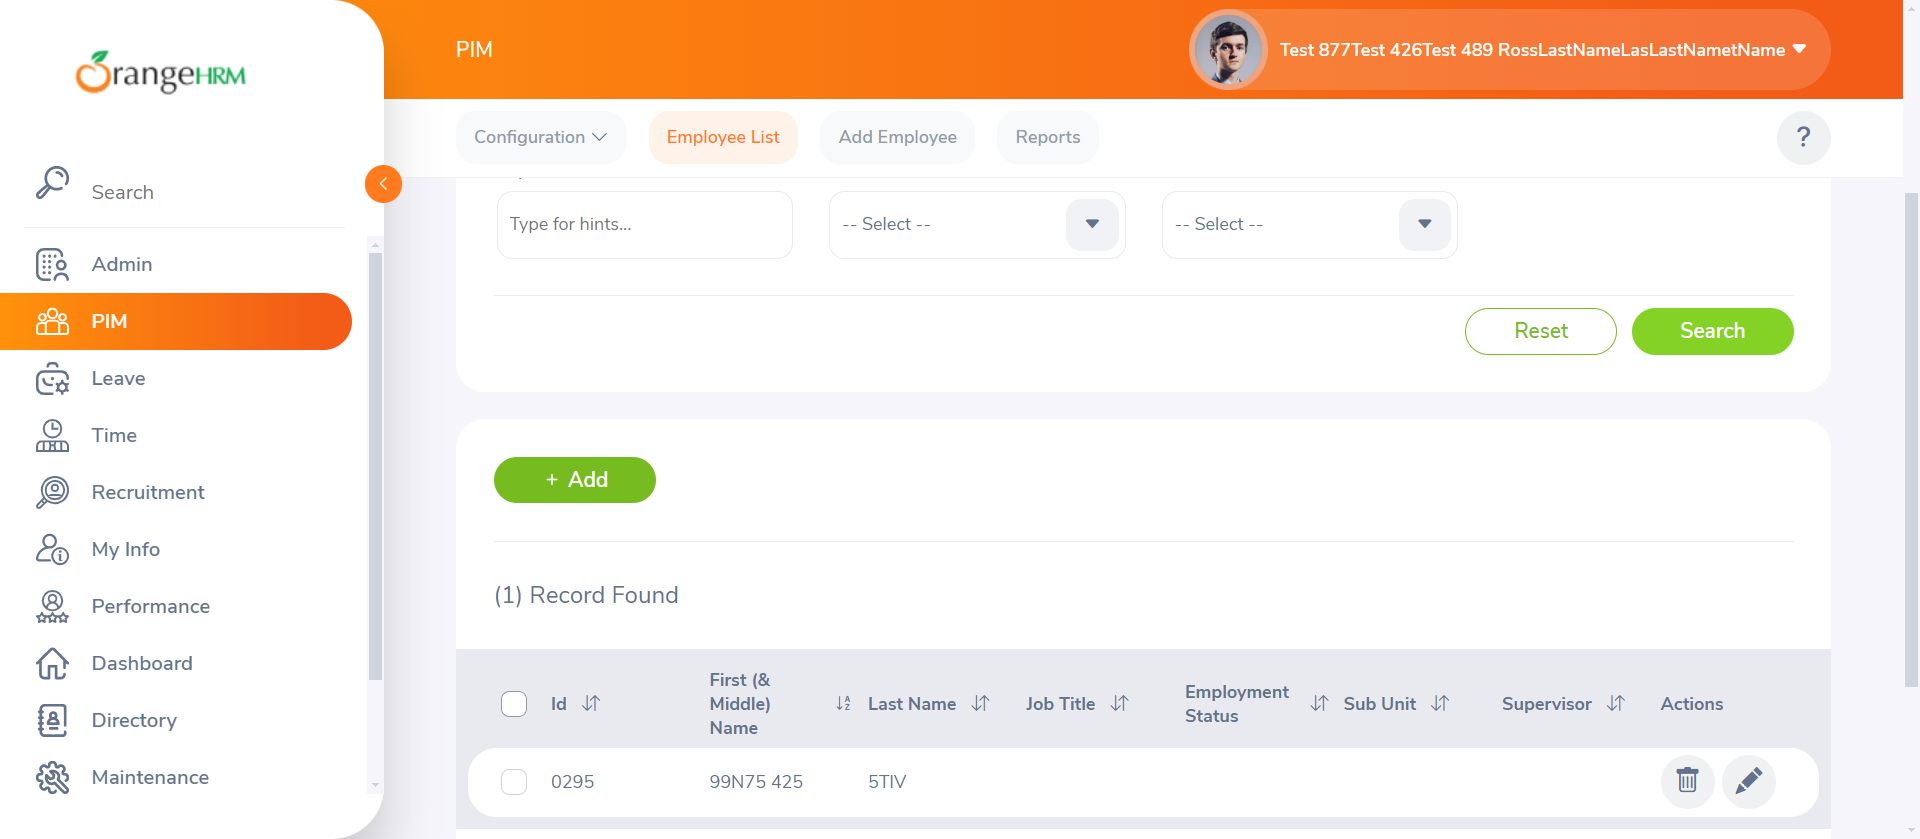 OrangeHRM
PIM
Test 877Test 426Test 489 RossLastNameLasLastNametName
Configuration
Employee List
Add Employee
Reports
?
Search
Admin
PIM
Leave
Time
Recruitment
My Info
Performance
Dashboard
Directory
Maintenance
Type for hints...
-- Select --
-- Select --
Reset
Search
+ Add
(1) Record Found
Id
First (&
Middle)
Name
Last Name
Job Title
Employment
Status
Sub Unit
Supervisor
Actions
0295
99N75 425
5TIV